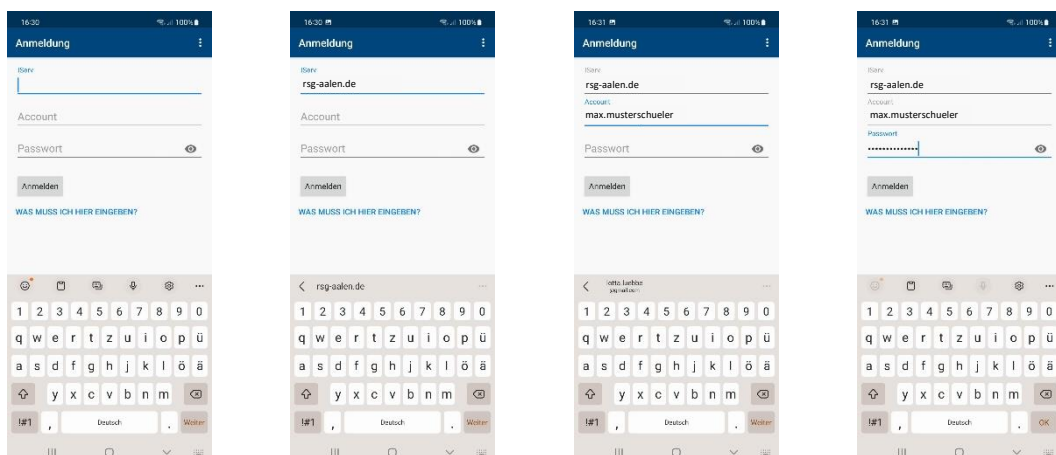 16:30
100%
Anmeldung
IServ
Account
Passwort
Anmelden
WAS MUSS ICH HIER EINGEBEN?
1 2 3 4 5 6 7 8 9 0
q w e r t z u i o p ü
a s d f g h j k l ö ä
y x c v b n m
!#1 , Deutsch . Weiter
16:30
100%
Anmeldung
IServ
rsg-aalen.de
Account
Passwort
Anmelden
WAS MUSS ICH HIER EINGEBEN?
rsg-aalen.de
1 2 3 4 5 6 7 8 9 0
q w e r t z u i o p ü
a s d f g h j k l ö ä
y x c v b n m
!#1 , Deutsch . Weiter
16:31
100%
Anmeldung
IServ
rsg-aalen.de
Account
max.musterschueler
Passwort
Anmelden
WAS MUSS ICH HIER EINGEBEN?
1 2 3 4 5 6 7 8 9 0
q w e r t z u i o p ü
a s d f g h j k l ö ä
y x c v b n m
!#1 , Deutsch . Weiter
16:31
100%
Anmeldung
IServ
rsg-aalen.de
Account
max.musterschueler
Passwort
••••••••••••••
Anmelden
WAS MUSS ICH HIER EINGEBEN?
1 2 3 4 5 6 7 8 9 0
q w e r t z u i o p ü
a s d f g h j k l ö ä
y x c v b n m
!#1 , Deutsch . OK